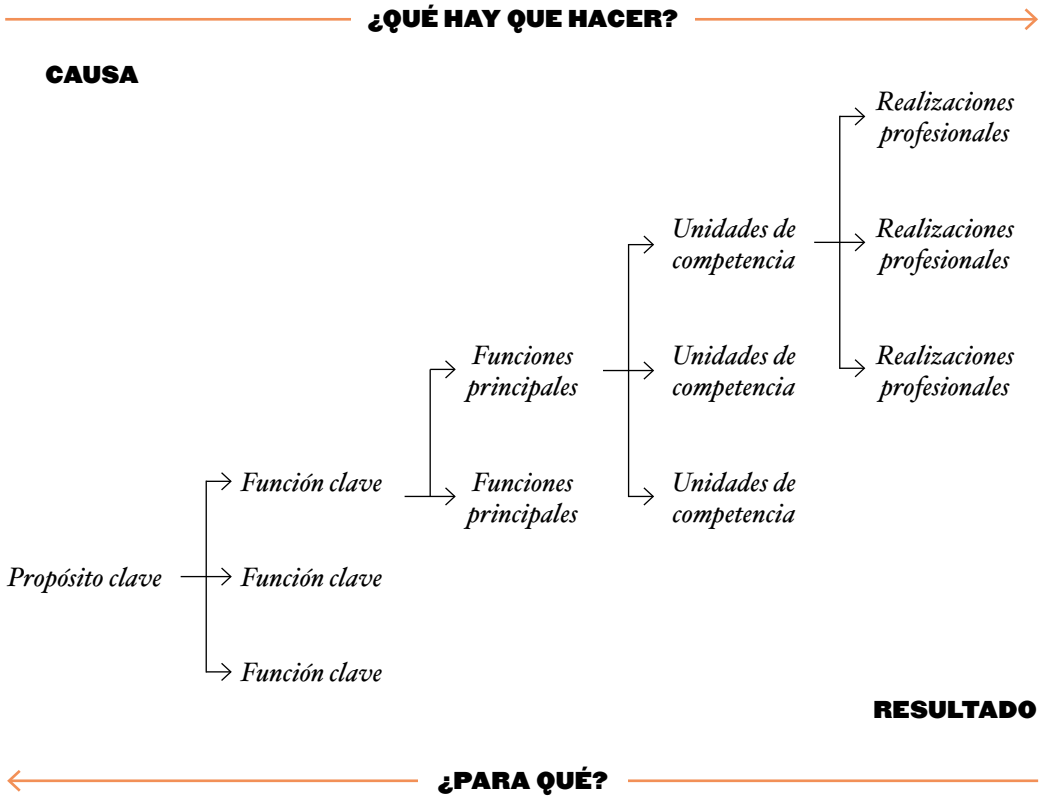 ¿QUÉ HAY QUE HACER?
CAUSA
Realizaciones
profesionales
Unidades de
competencia
Realizaciones
profesionales
Funciones
principales
Unidades de
competencia
Realizaciones
profesionales
Función clave
Funciones
principales
Unidades de
competencia
Propósito clave
Función clave
Función clave
RESULTADO
¿PARA QUÉ?